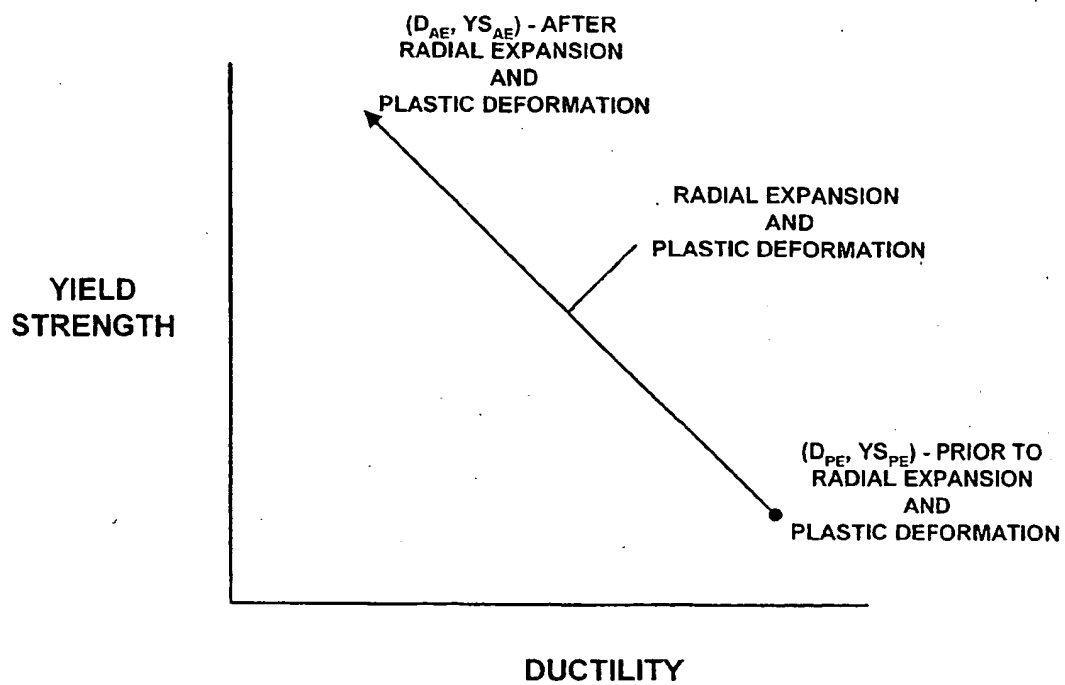 (D_AE, YS_AE) - AFTER
RADIAL EXPANSION
AND
PLASTIC DEFORMATION
RADIAL EXPANSION
AND
PLASTIC DEFORMATION
YIELD
STRENGTH
(D_PE, YS_PE) - PRIOR TO
RADIAL EXPANSION
AND
PLASTIC DEFORMATION
DUCTILITY